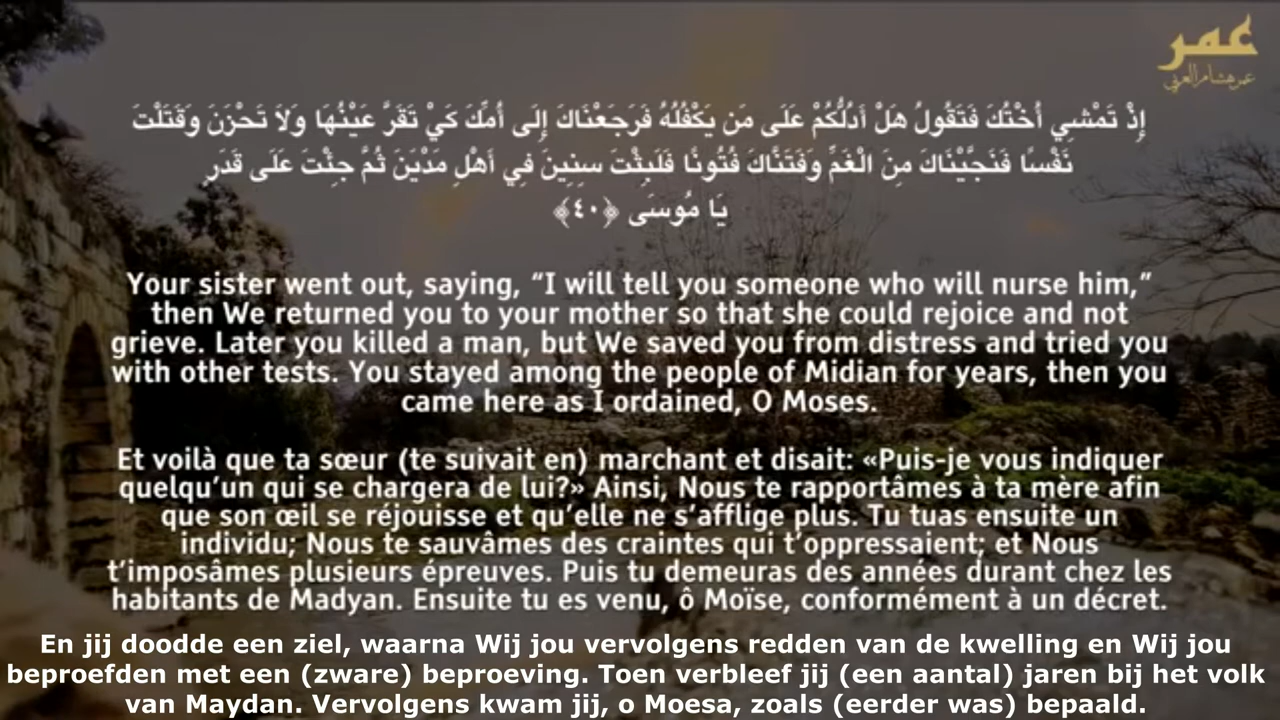 عمر
عمر هشام العربي
إِذْ تَمْشِي أُخْتُكَ فَتَقُولُ هَلْ أَدُلُّكُمْ عَلَى مَن يَكْفُلُهُ فَرَجَعْنَاكَ إِلَى أُمِّكَ كَيْ تَقَرَّ عَيْنُهَا وَلاَ تَحْزَنَ وَقَتَلْتَ
نَفْسًا فَنَجَّيْنَاكَ مِنَ الْغَمِّ وَفَتَنَّاكَ فُتُونًا فَلَبِثْتَ سِنِينَ فِي أَهْلِ مَدْيَنَ ثُمَّ جِئْتَ عَلَى قَدَرٍ
يَا مُوسَى ﴿٤٠﴾
Your sister went out, saying, “I will tell you someone who will nurse him,”
then We returned you to your mother so that she could rejoice and not
grieve. Later you killed a man, but We saved you from distress and tried you
with other tests. You stayed among the people of Midian for years, then you
came here as I ordained, O Moses.
Et voilà que ta sœur (te suivait en) marchant et disait: «Puis-je vous indiquer
quelqu’un qui se chargera de lui?» Ainsi, Nous te rapportâmes à ta mère afin
que son œil se réjouisse et qu’elle ne s’afflige plus. Tu tuas ensuite un
individu; Nous te sauvâmes des craintes qui t’oppressaient; et Nous
t’imposâmes plusieurs épreuves. Puis tu demeuras des années durant chez les
habitants de Madyan. Ensuite tu es venu, ô Moïse, conformément à un décret.
En jij doodde een ziel, waarna Wij jou vervolgens redden van de kwelling en Wij jou
beproefden met een (zware) beproeving. Toen verbleef jij (een aantal) jaren bij het volk
van Maydan. Vervolgens kwam jij, o Moesa, zoals (eerder was) bepaald.